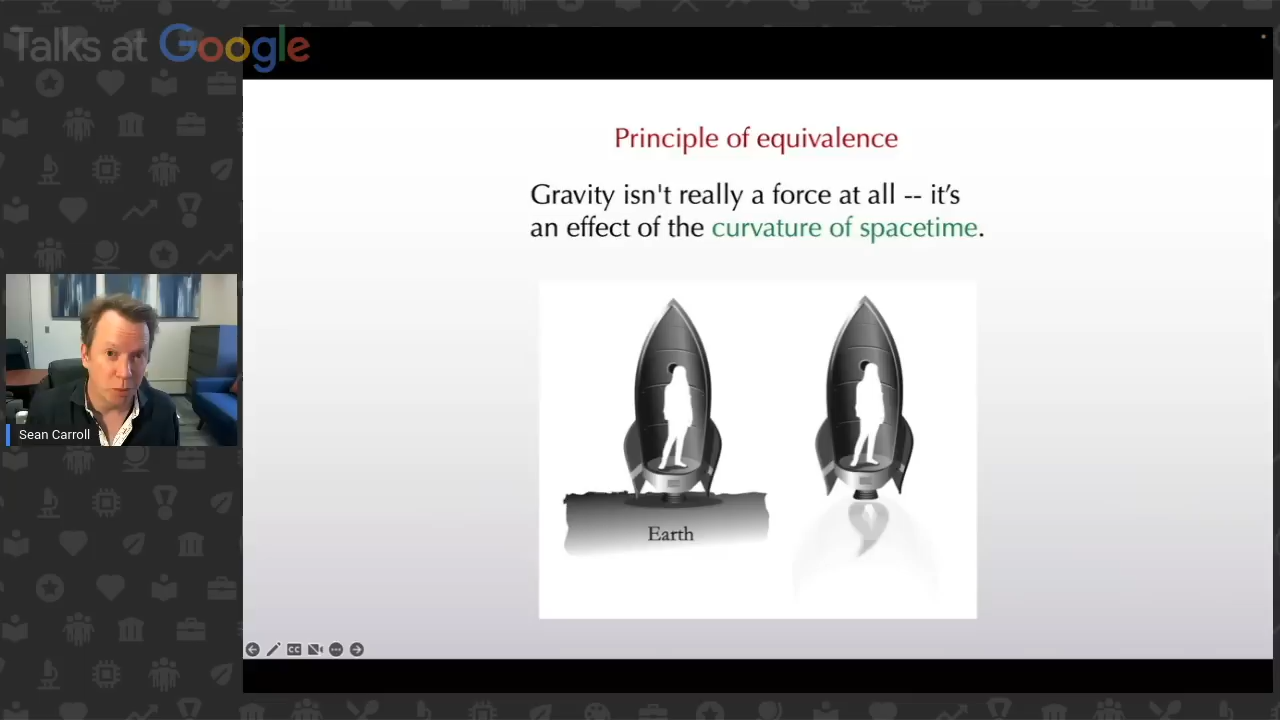 Talks at Google
Principle of equivalence
Gravity isn't really a force at all -- it’s
an effect of the curvature of spacetime.
Sean Carroll
Earth
CC